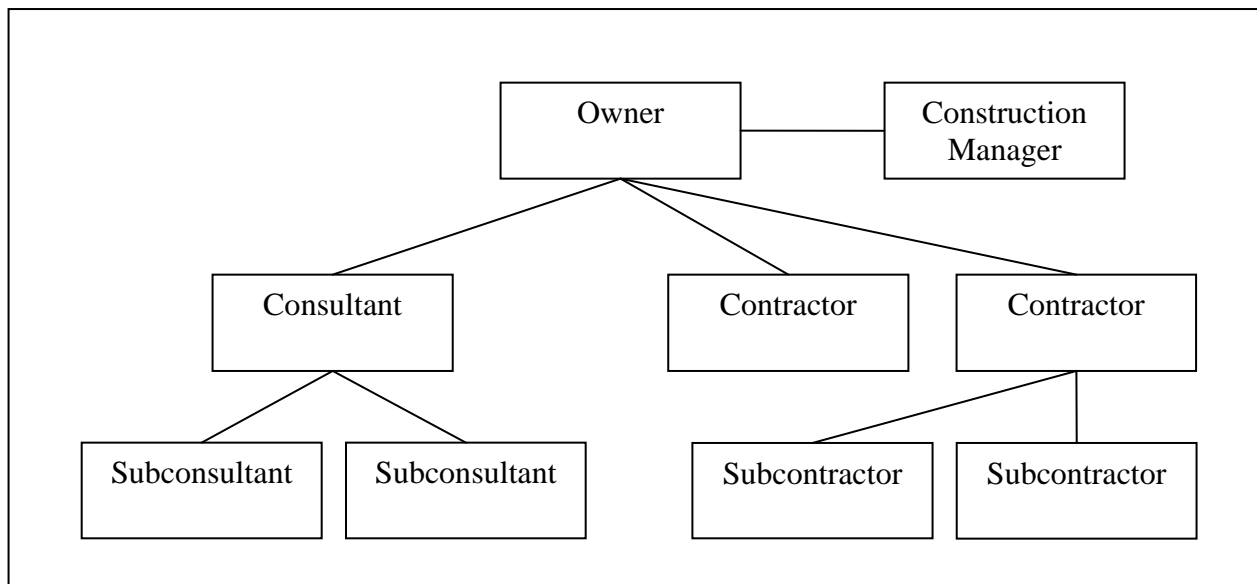 Owner
Construction
Manager
Consultant
Contractor
Contractor
Subconsultant
Subconsultant
Subcontractor
Subcontractor